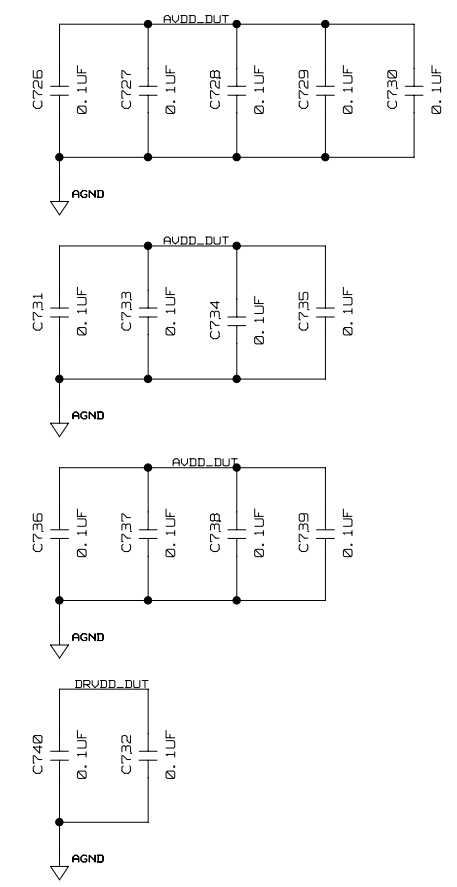 AVDD_DUT
C726
0.1UF
C727
0.1UF
C728
0.1UF
C729
0.1UF
C730
0.1UF
AGND
AVDD_DUT
C731
0.1UF
C733
0.1UF
C734
0.1UF
C735
0.1UF
AGND
AVDD_DUT
C736
0.1UF
C737
0.1UF
C738
0.1UF
C739
0.1UF
AGND
DRVDD_DUT
C740
0.1UF
C732
0.1UF
AGND